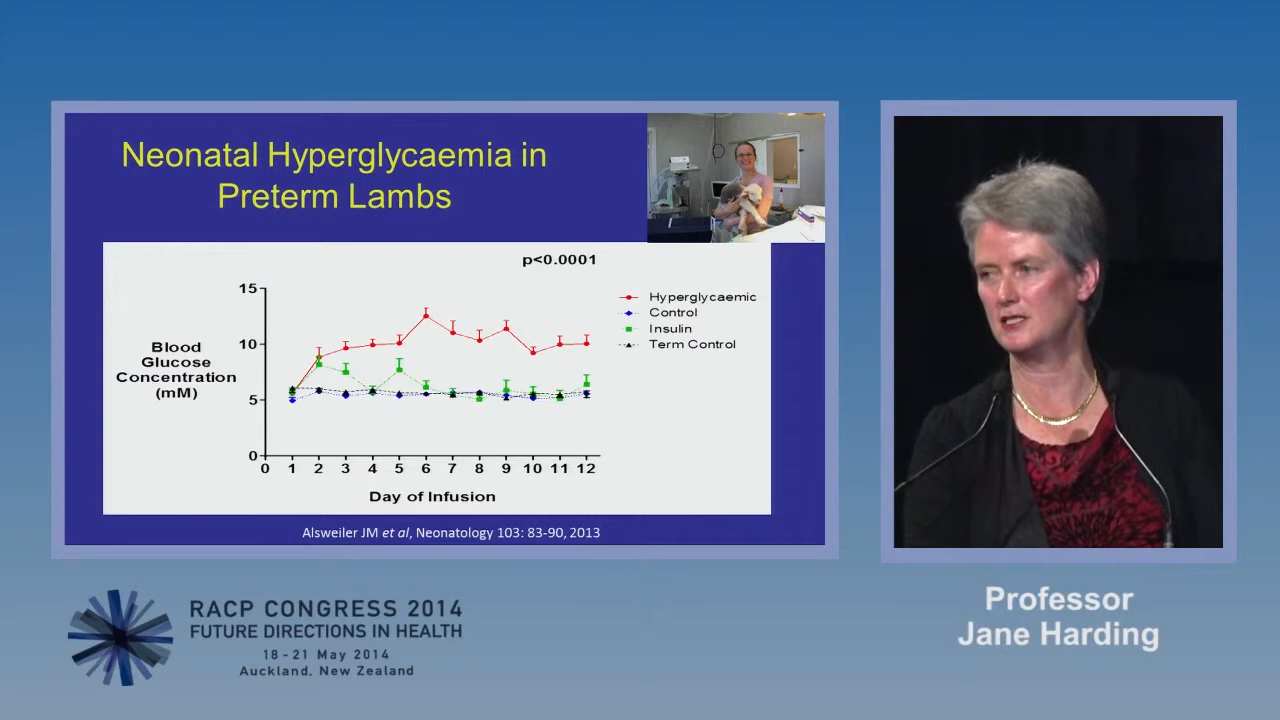 Neonatal Hyperglycaemia in
Preterm Lambs
p<0.0001
15
10
5
0
Blood
Glucose
Concentration
(mM)
Hyperglycaemic
Control
Insulin
Term Control
0 1 2 3 4 5 6 7 8 9 10 11 12
Day of Infusion
Alsweiler JM et al, Neonatology 103: 83-90, 2013
RACP CONGRESS 2014
FUTURE DIRECTIONS IN HEALTH
18 - 21 May 2014
Auckland, New Zealand
Professor
Jane Harding